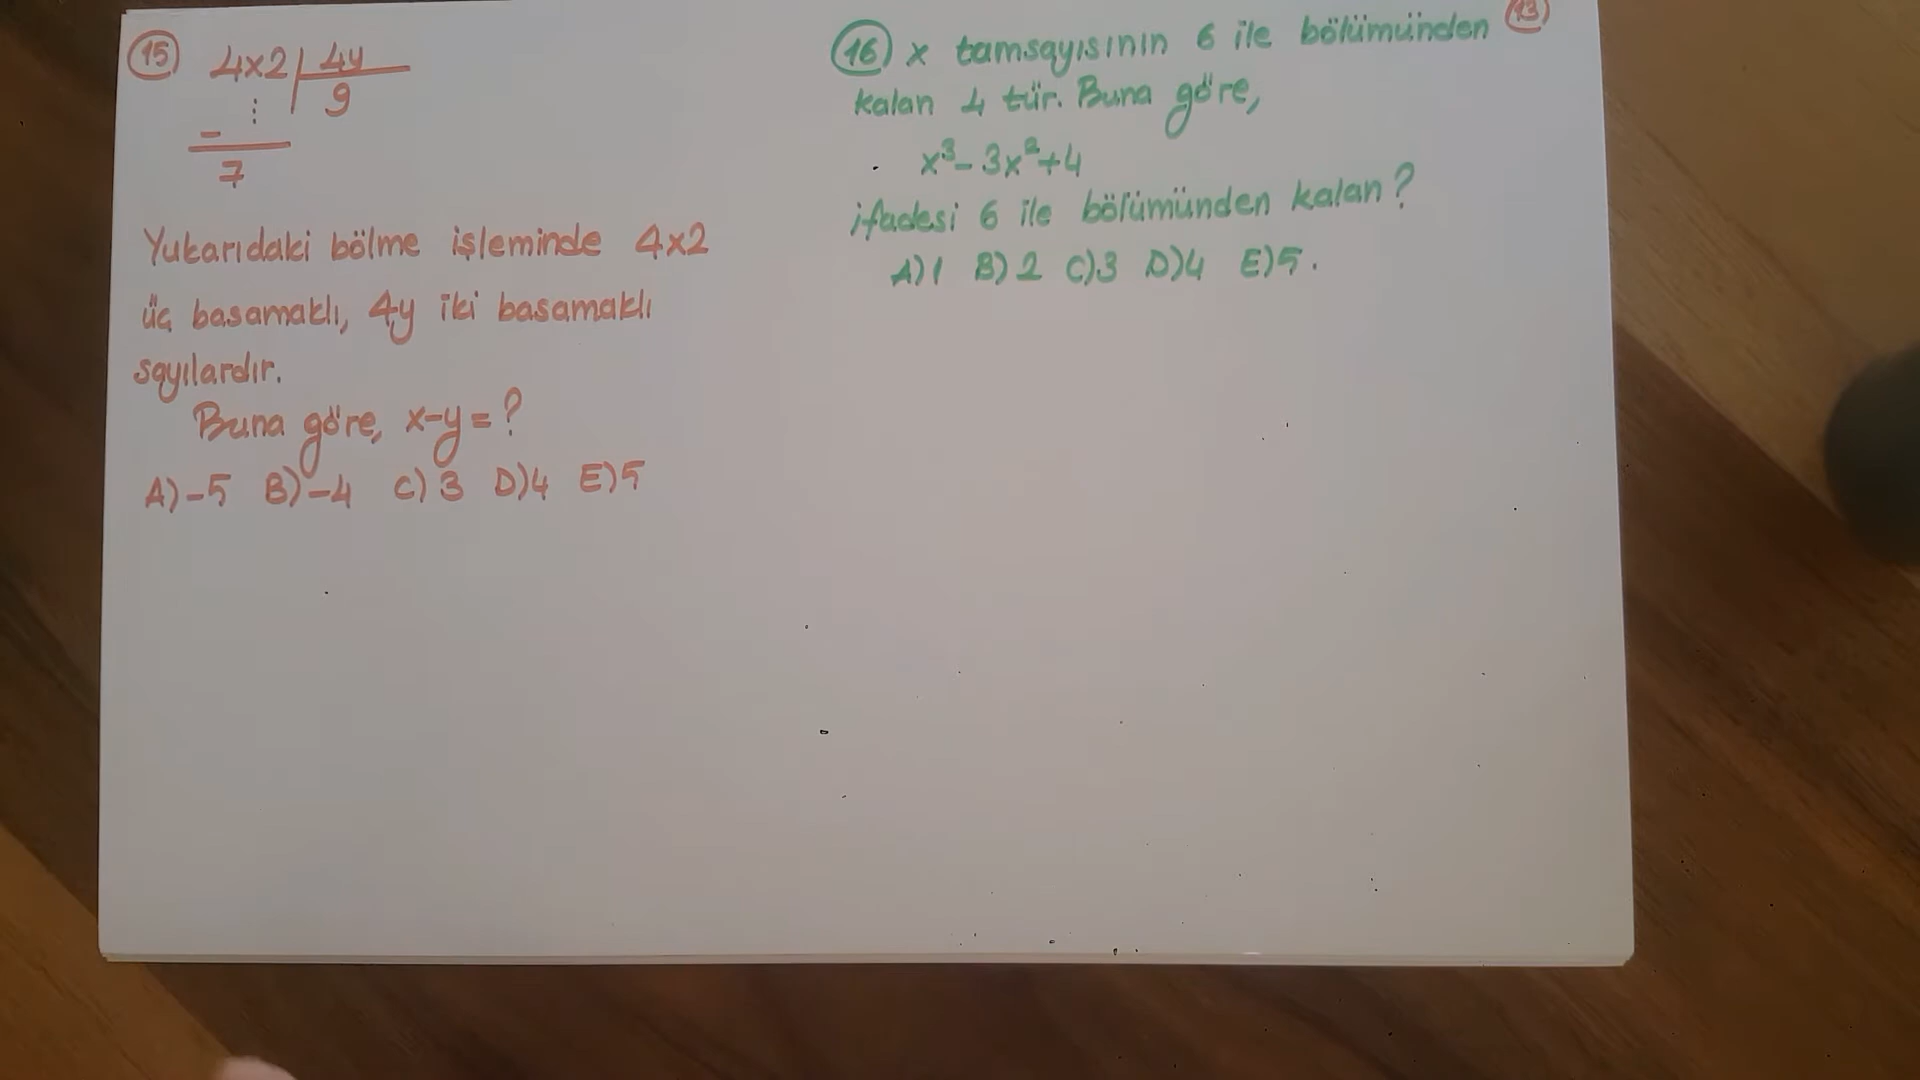 15 4x2 | 4y
9
⋮
-
7
Yukarıdaki bölme işleminde 4x2
üç basamaklı, 4y iki basamaklı
sayılardır.
Buna göre, x-y=?
A)-5 B)-4 C)3 D)4 E)5
13
16 x tamsayısının 6 ile bölümünden
kalan 4 tür. Buna göre,
x³-3x²+4
ifadesi 6 ile bölümünden kalan?
A)1 B)2 C)3 D)4 E)5.